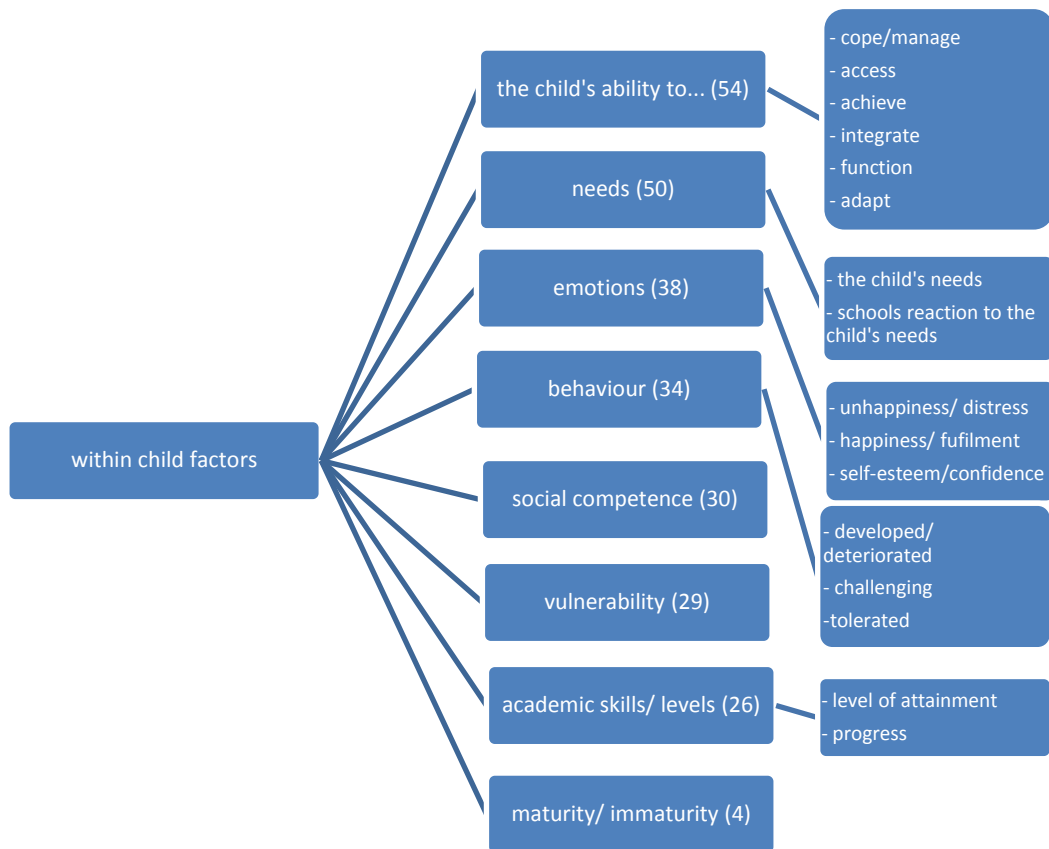 within child factors
the child's ability to... (54)
- cope/manage
- access
- achieve
- integrate
- function
- adapt
needs (50)
- the child's needs
- schools reaction to the
child's needs
emotions (38)
- unhappiness/ distress
- happiness/ fufilment
- self-esteem/confidence
behaviour (34)
- developed/
deteriorated
- challenging
-tolerated
social competence (30)
vulnerability (29)
academic skills/ levels (26)
- level of attainment
- progress
maturity/ immaturity (4)